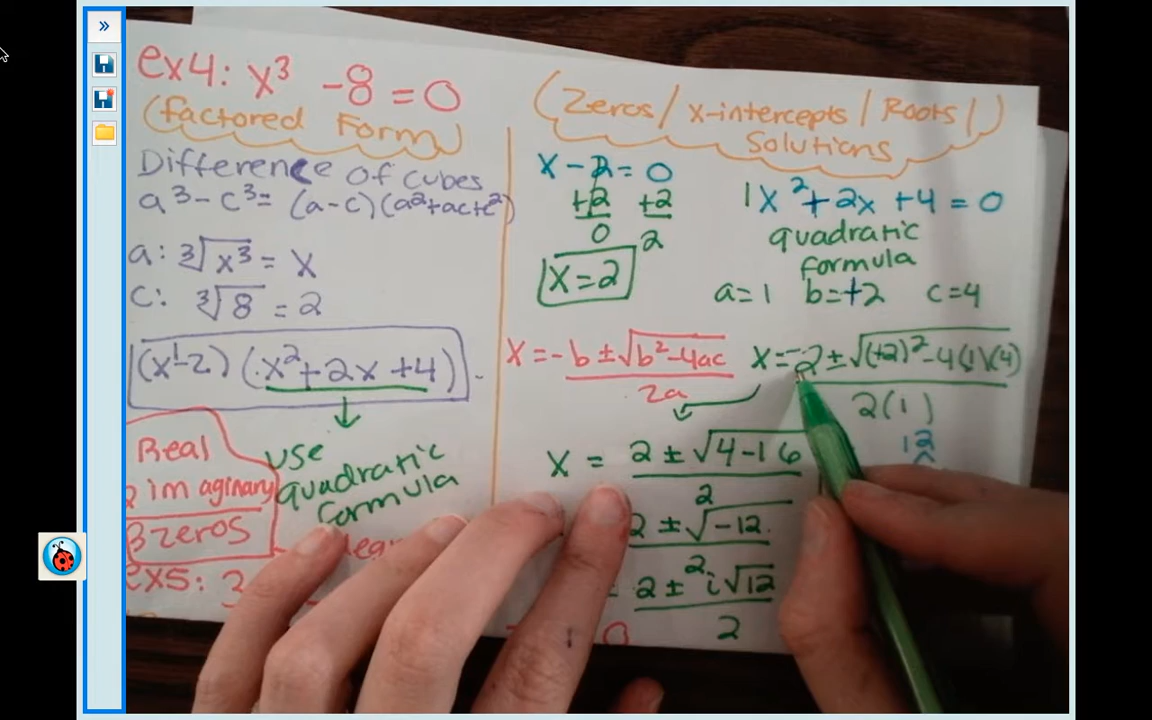 »
ex4: x³ -8 = 0
(factored Form)
Difference of cubes
a³-c³= (a-c)(a²+ac+c²)
a: ∛x³ = x
c: ∛8 = 2
(x-2)(x²+2x+4)
use
quadratic
formula
Real
2 imaginary
3 zeros
ex5: 3
(Zeros/ x-intercepts / Roots/)
Solutions
x-2=0
+2 +2
0 2
x=2
1x²+2x+4=0
quadratic
formula
a=1 b=+2 c=4
x=-b±√b²-4ac
2a
x=-2±√(+2)²-4(1)(4)
2(1)
12
x = 2±√4-16
2
2±√-12
2
2±i√12
2